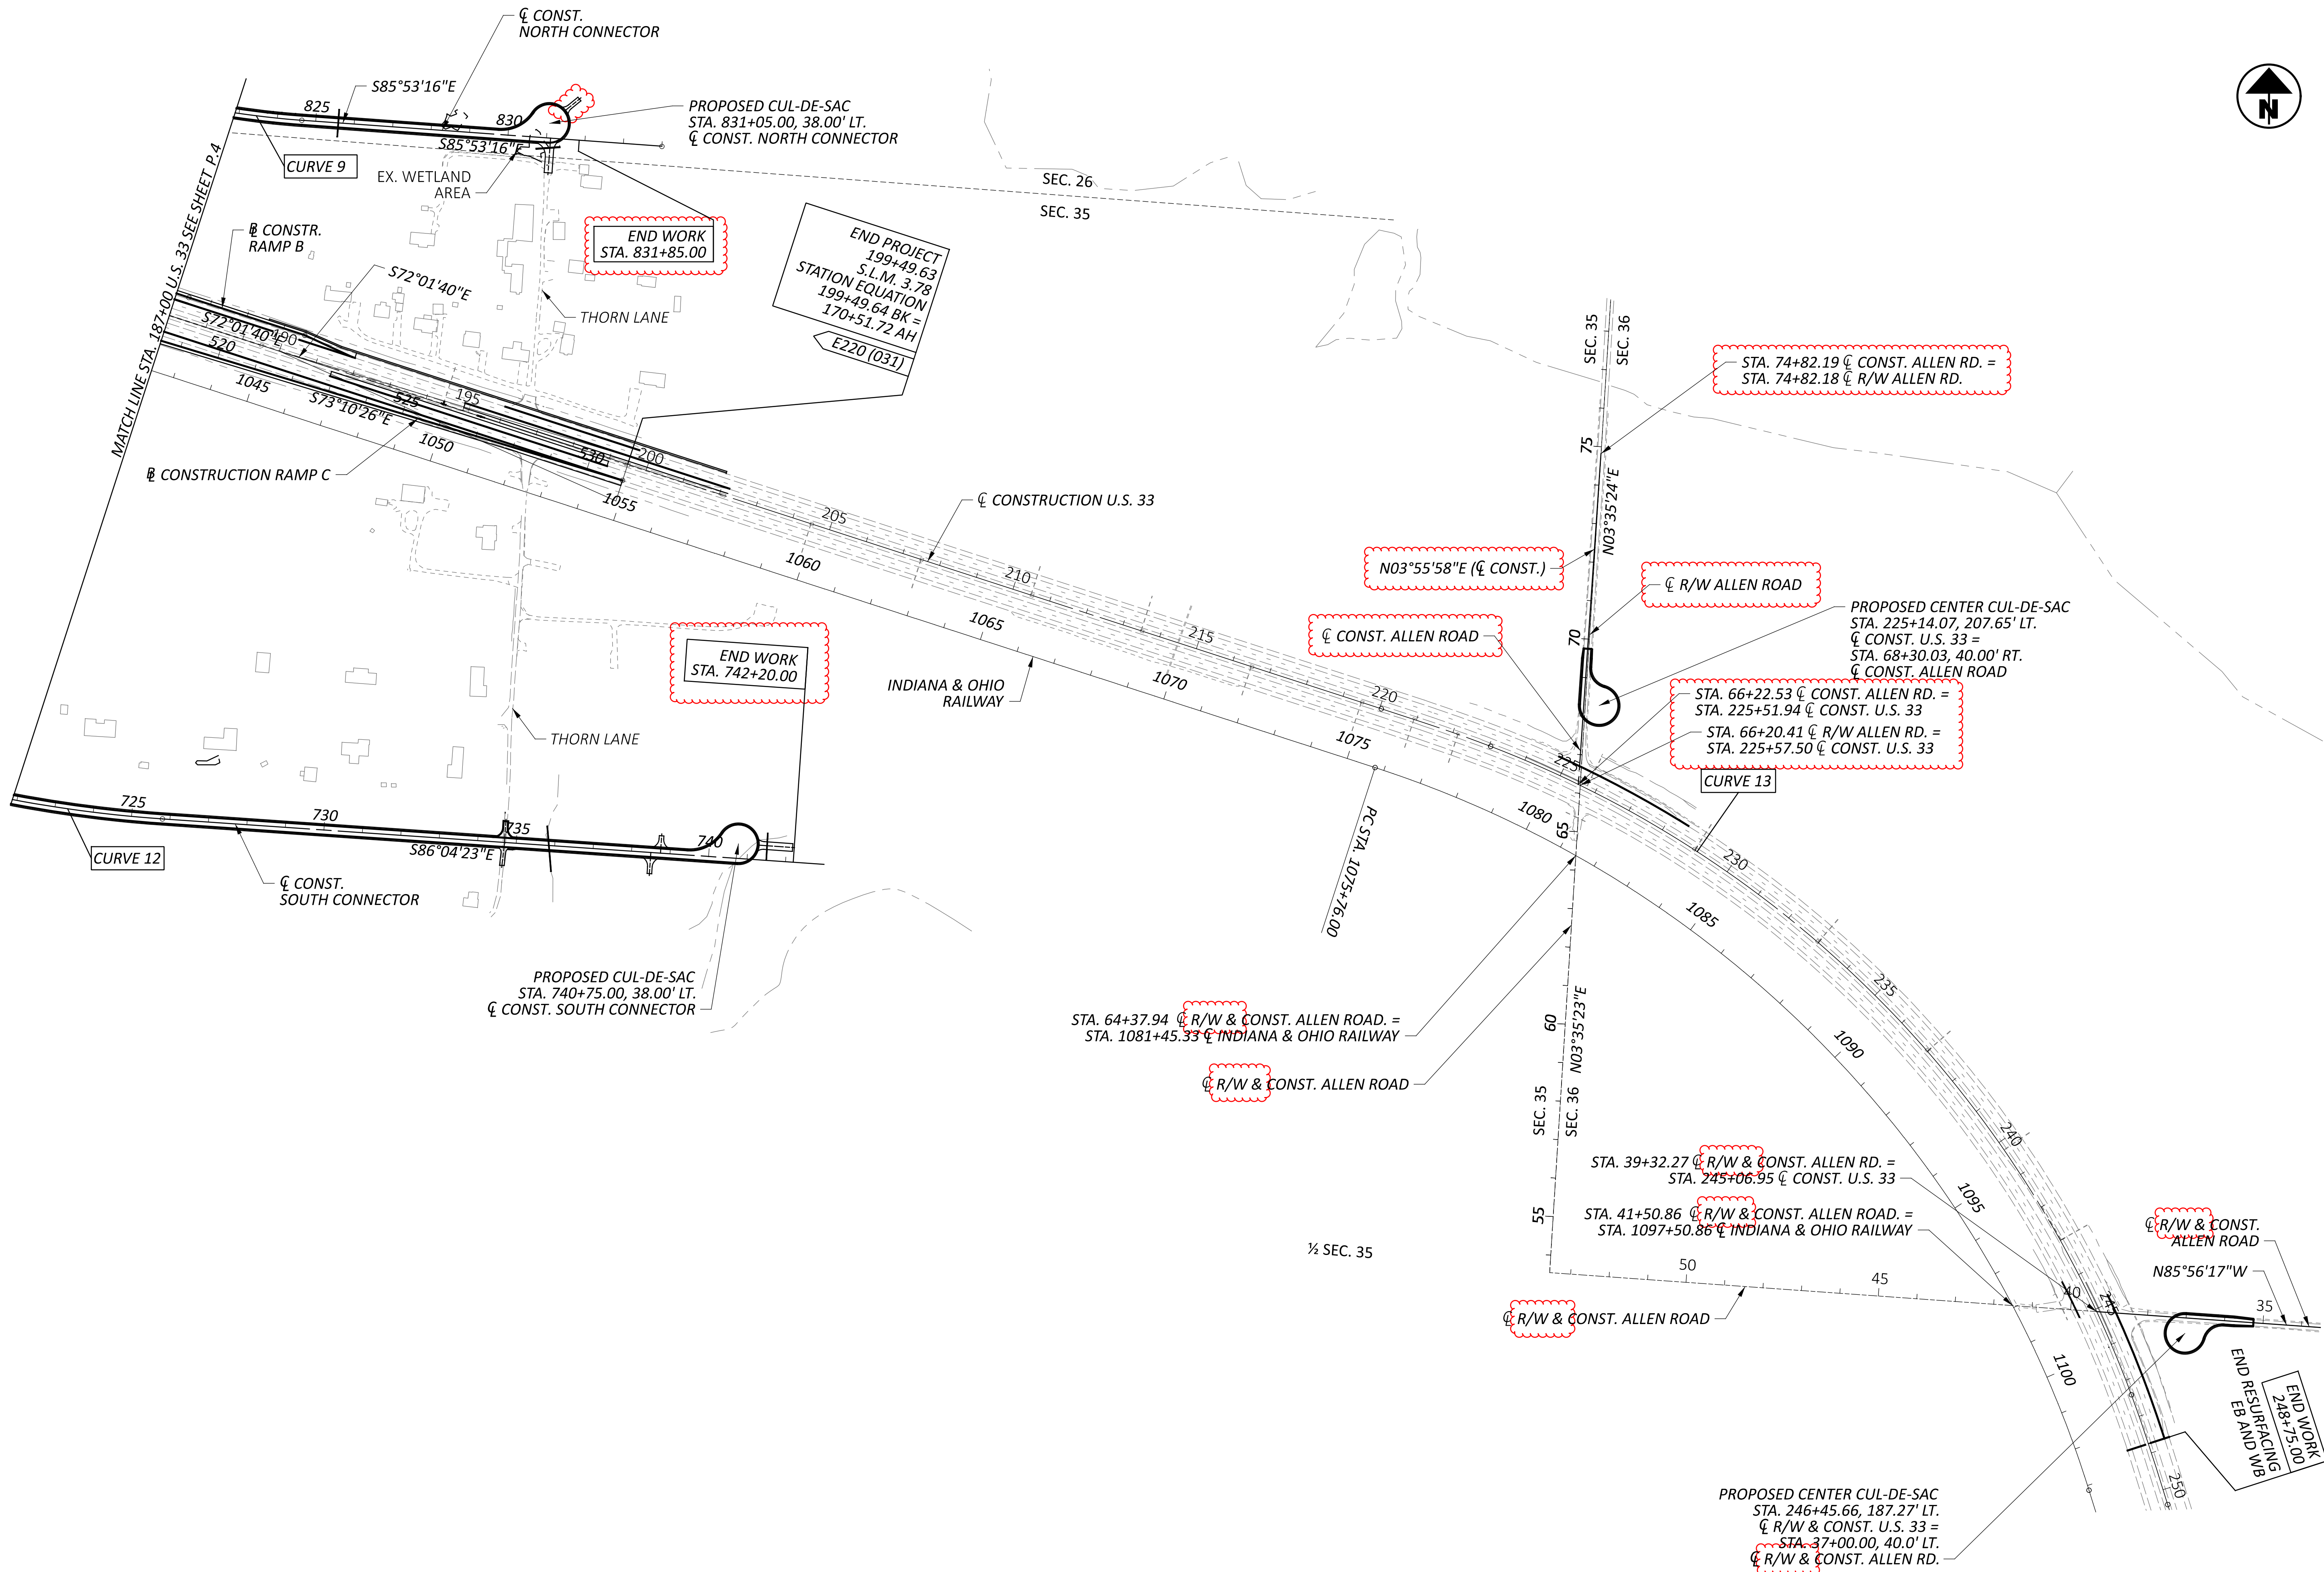 ℄ CONST.
NORTH CONNECTOR
S85°53'16"E
825
830
PROPOSED CUL-DE-SAC
STA. 831+05.00, 38.00' LT.
℄ CONST. NORTH CONNECTOR
N
S85°53'16"E
CURVE 9
EX. WETLAND
AREA
SEC. 26
SEC. 35
MATCH LINE STA. 187+00 U.S. 33 SEE SHEET P.4
END WORK
STA. 831+85.00
END PROJECT
199+49.63
S.L.M. 3.78
STATION EQUATION
199+49.64 BK =
170+51.72 AH
E220 (031)
B̲L CONSTR.
RAMP B
S72°01'40"E
S72°01'40"E
THORN LANE
190
195
200
205
210
215
220
225
230
235
240
245
250
520
525
530
1045
S73°10'26"E
1050
1055
1060
1065
1070
1075
1080
1085
1090
1095
1100
BL CONSTRUCTION RAMP C
℄ CONSTRUCTION U.S. 33
SEC. 35
SEC. 36
STA. 74+82.19 ℄ CONST. ALLEN RD. =
STA. 74+82.18 ℄ R/W ALLEN RD.
75
N03°35'24"E
N03°55'58"E (℄ CONST.)
℄ R/W ALLEN ROAD
℄ CONST. ALLEN ROAD
70
PROPOSED CENTER CUL-DE-SAC
STA. 225+14.07, 207.65' LT.
℄ CONST. U.S. 33 =
STA. 68+30.03, 40.00' RT.
℄ CONST. ALLEN ROAD
STA. 66+22.53 ℄ CONST. ALLEN RD. =
STA. 225+51.94 ℄ CONST. U.S. 33
STA. 66+20.41 ℄ R/W ALLEN RD. =
STA. 225+57.50 ℄ CONST. U.S. 33
CURVE 13
END WORK
STA. 742+20.00
INDIANA & OHIO
RAILWAY
THORN LANE
725
730
735
740
S86°04'23"E
CURVE 12
℄ CONST.
SOUTH CONNECTOR
PROPOSED CUL-DE-SAC
STA. 740+75.00, 38.00' LT.
℄ CONST. SOUTH CONNECTOR
PC STA. 1075+76.00
65
60
55
N03°35'23"E
SEC. 35
SEC. 36
STA. 64+37.94 ℄ R/W & CONST. ALLEN ROAD. =
STA. 1081+45.33 ℄ INDIANA & OHIO RAILWAY
℄ R/W & CONST. ALLEN ROAD
STA. 39+32.27 ℄ R/W & CONST. ALLEN RD. =
STA. 245+06.95 ℄ CONST. U.S. 33
STA. 41+50.86 ℄ R/W & CONST. ALLEN ROAD. =
STA. 1097+50.86 ℄ INDIANA & OHIO RAILWAY
½ SEC. 35
50
45
40
35
℄ R/W & CONST. ALLEN ROAD
℄ R/W & CONST.
ALLEN ROAD
N85°56'17"W
END WORK
248+75.00
END RESURFACING
EB AND WB
PROPOSED CENTER CUL-DE-SAC
STA. 246+45.66, 187.27' LT.
℄ R/W & CONST. U.S. 33 =
STA. 37+00.00, 40.0' LT.
℄ R/W & CONST. ALLEN RD.